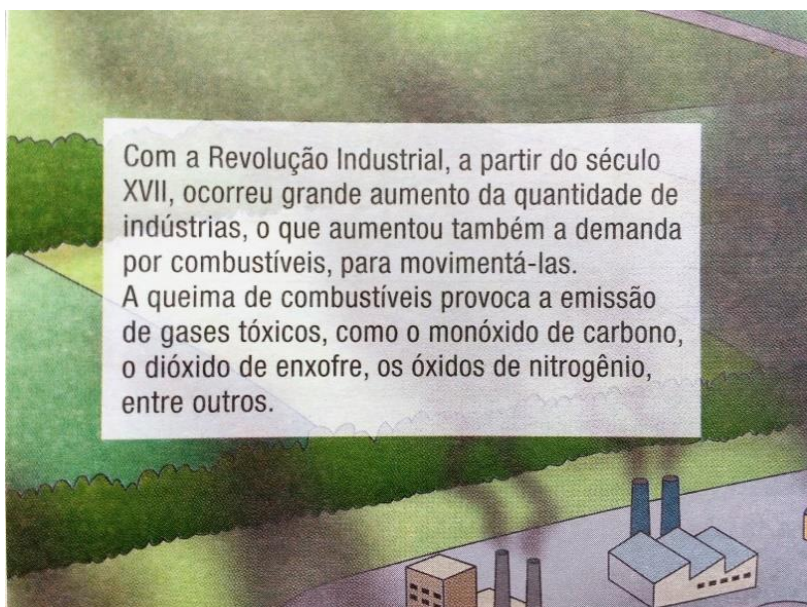 Com a Revolução Industrial, a partir do século
XVII, ocorreu grande aumento da quantidade de
indústrias, o que aumentou também a demanda
por combustíveis, para movimentá-las.
A queima de combustíveis provoca a emissão
de gases tóxicos, como o monóxido de carbono,
o dióxido de enxofre, os óxidos de nitrogênio,
entre outros.